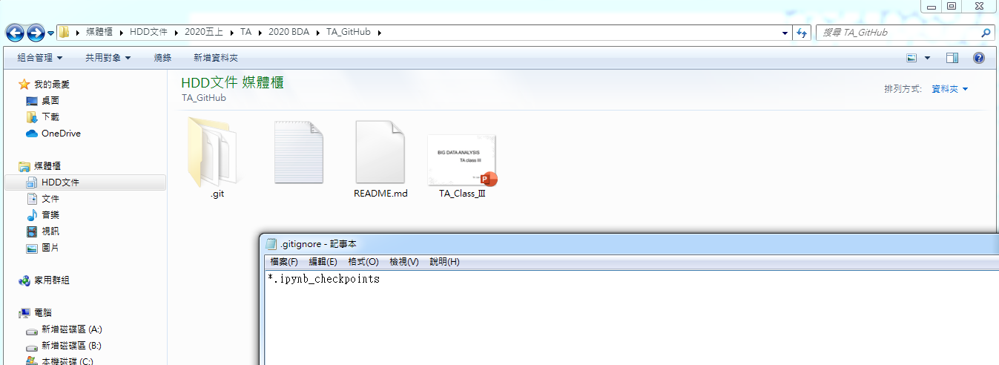 媒體櫃 HDD文件 2020五上 TA 2020 BDA TA_GitHub
搜尋 TA_GitHub
組合管理 共用對象 燒錄 新增資料夾
我的最愛
桌面
下載
OneDrive
媒體櫃
HDD文件
文件
音樂
視訊
圖片
家用群組
電腦
新增磁碟區 (A:)
新增磁碟區 (B:)
本機磁碟 (C:)
HDD文件 媒體櫃
TA_GitHub
排列方式: 資料夾
BIG DATA ANALYSIS
TA class III
P
.git
README.md
TA_Class_III
.gitignore - 記事本
檔案(F) 編輯(E) 格式(O) 檢視(V) 說明(H)
*.ipynb_checkpoints